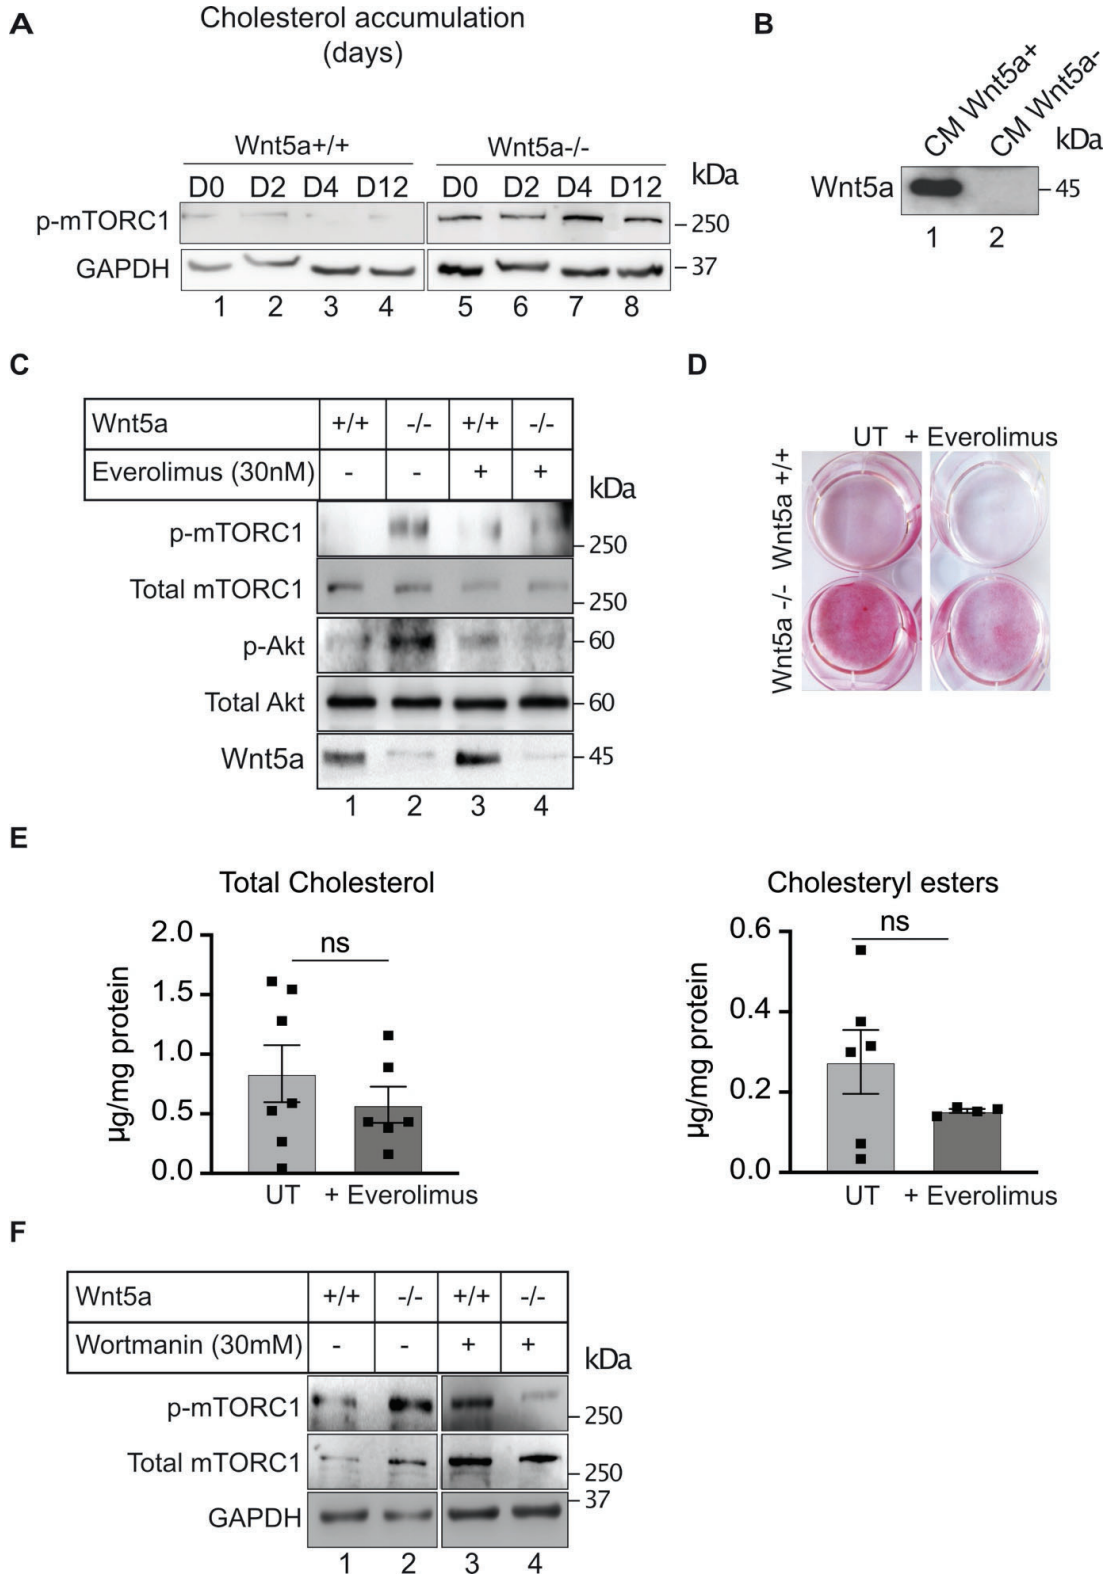 A
Cholesterol accumulation
(days)
Wnt5a+/+
Wnt5a-/-
kDa
D0 D2 D4 D12
D0 D2 D4 D12
p-mTORC1
250
GAPDH
37
1 2 3 4 5 6 7 8
B
CM Wnt5a+
CM Wnt5a-
kDa
Wnt5a
45
1 2
C
Wnt5a +/+ -/- +/+ -/-
Everolimus (30nM) - - + +
kDa
p-mTORC1
250
Total mTORC1
250
p-Akt
60
Total Akt
60
Wnt5a
45
1 2 3 4
D
UT + Everolimus
Wnt5a +/+
Wnt5a -/-
E
Total Cholesterol
µg/mg protein
2.0
1.5
1.0
0.5
0.0
ns
UT + Everolimus
Cholesteryl esters
µg/mg protein
0.6
0.4
0.2
0.0
ns
UT + Everolimus
F
Wnt5a +/+ -/- +/+ -/-
Wortmanin (30mM) - - + +
kDa
p-mTORC1
250
Total mTORC1
250
37
GAPDH
1 2 3 4